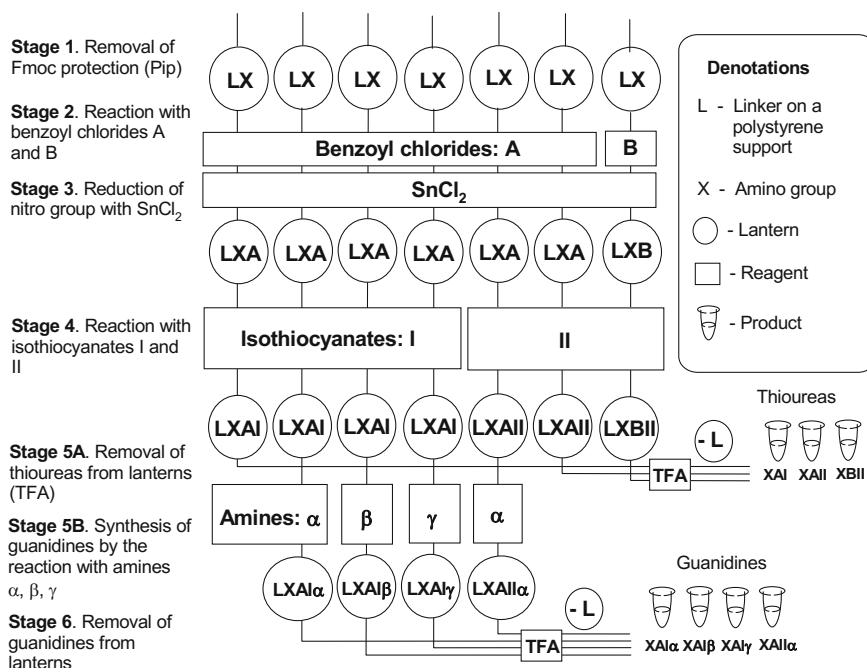 Stage 1. Removal of
Fmoc protection (Pip)
LX LX LX LX LX LX LX
Stage 2. Reaction with
benzoyl chlorides A
and B
Benzoyl chlorides: A
B
Stage 3. Reduction of
nitro group with SnCl₂
SnCl₂
LXA LXA LXA LXA LXA LXA LXB
Stage 4. Reaction with
isothiocyanates I and
II
Isothiocyanates: I
II
LXAI LXAI LXAI LXAI LXAII LXAII LXBII
Stage 5A. Removal of
thioureas from lanterns
(TFA)
TFA
- L
Thioureas
XAI XAII XBII
Stage 5B. Synthesis of
guanidines by the
reaction with amines
α, β, γ
Amines: α
β
γ
α
LXAIα LXAIβ LXAIγ LXAIIα
Stage 6. Removal of
guanidines from
lanterns
TFA
- L
Guanidines
XAIα XAIβ XAIγ XAIIα
Denotations
L - Linker on a
polystyrene
support
X - Amino group
- Lantern
- Reagent
- Product